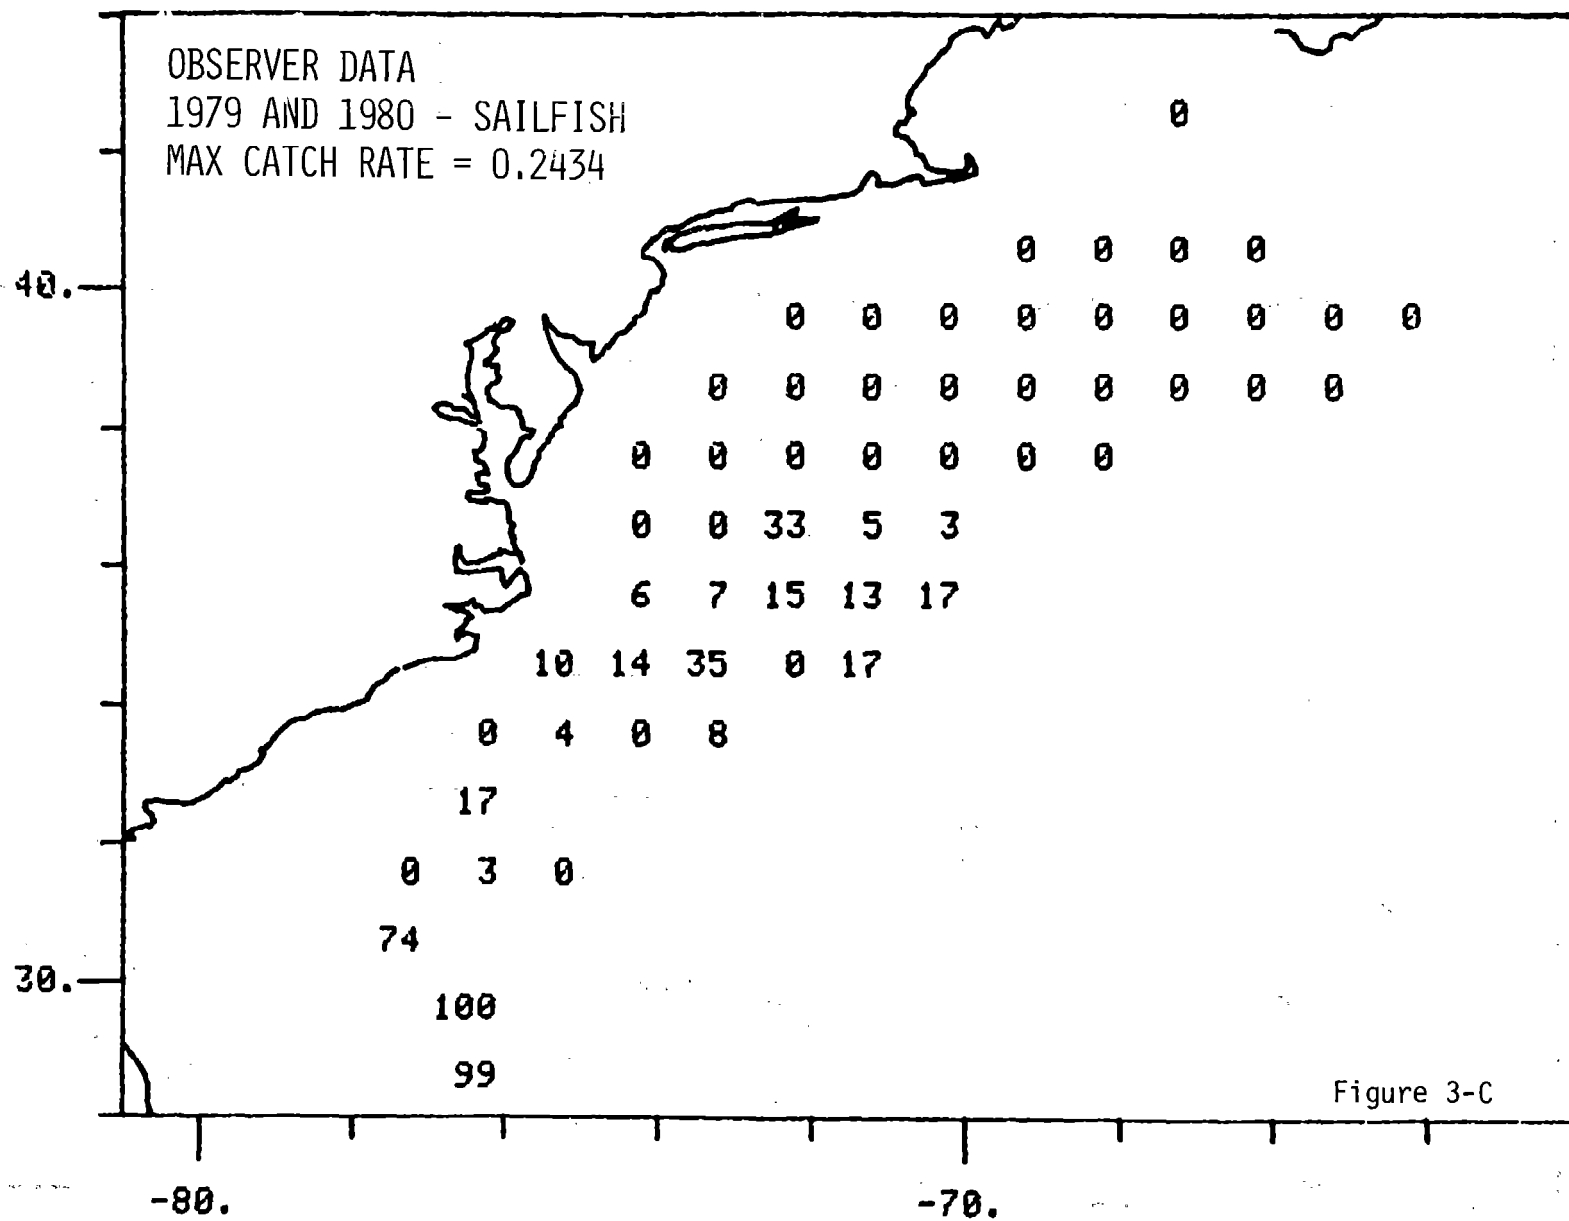 OBSERVER DATA
1979 AND 1980 - SAILFISH
MAX CATCH RATE = 0.2434
0
0 0 0 0
40.
0 0 0 0 0 0 0 0 0
0 0 0 0 0 0 0 0 0
0 0 0 0 0 0 0
0 0 33 5 3
6 7 15 13 17
10 14 35 0 17
0 4 0 8
17
0 3 0
74
30.
100
99
Figure 3-C
-80. -70.